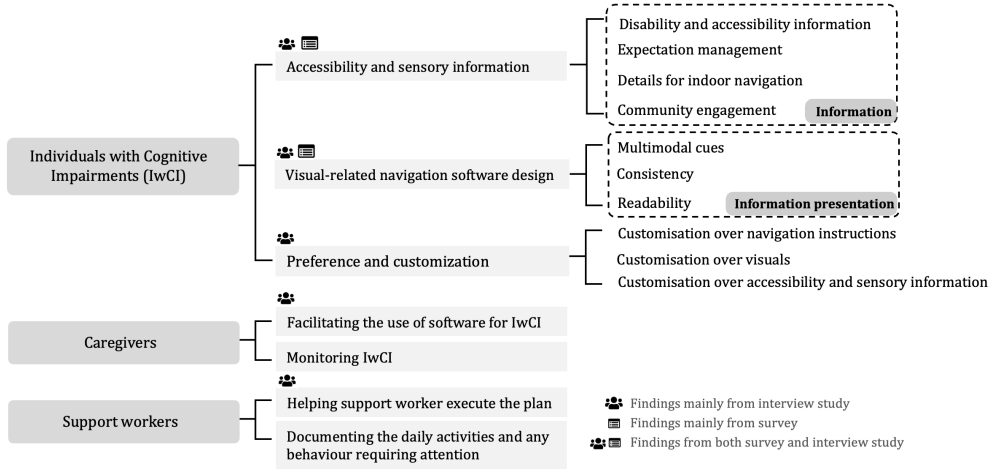 Individuals with Cognitive
Impairments (IwCI)
Accessibility and sensory information
Disability and accessibility information
Expectation management
Details for indoor navigation
Community engagement
Information
Visual-related navigation software design
Multimodal cues
Consistency
Readability
Information presentation
Preference and customization
Customisation over navigation instructions
Customisation over visuals
Customisation over accessibility and sensory information
Caregivers
Facilitating the use of software for IwCI
Monitoring IwCI
Support workers
Helping support worker execute the plan
Documenting the daily activities and any
behaviour requiring attention
Findings mainly from interview study
Findings mainly from survey
Findings from both survey and interview study